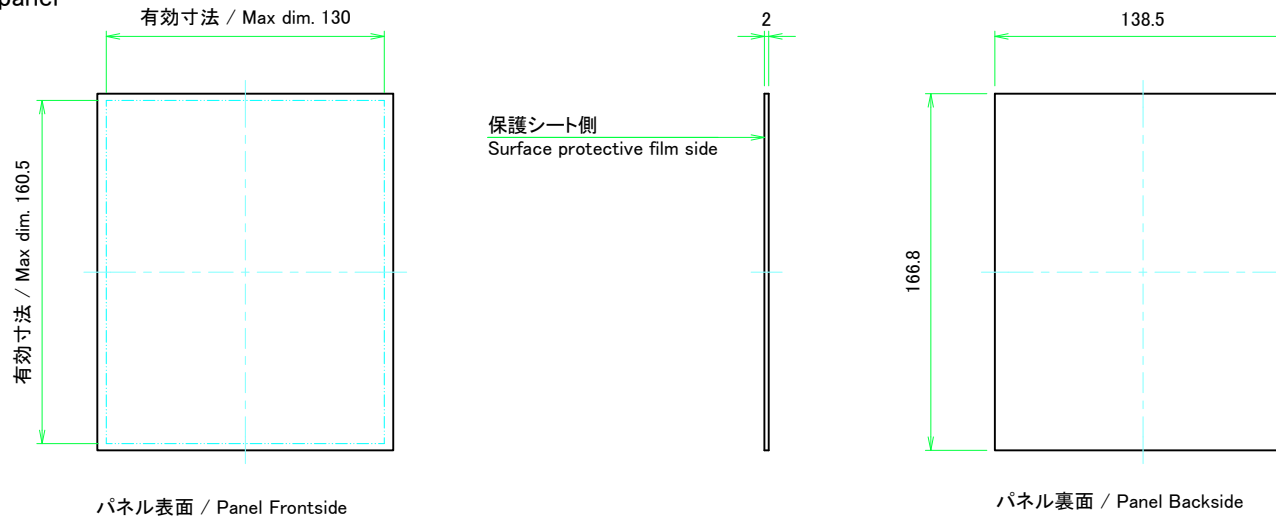 panel
有効寸法 / Max dim. 130
2
138.5
保護シート側
Surface protective film side
有効寸法 / Max dim. 160.5
166.8
パネル表面 / Panel Frontside
パネル裏面 / Panel Backside